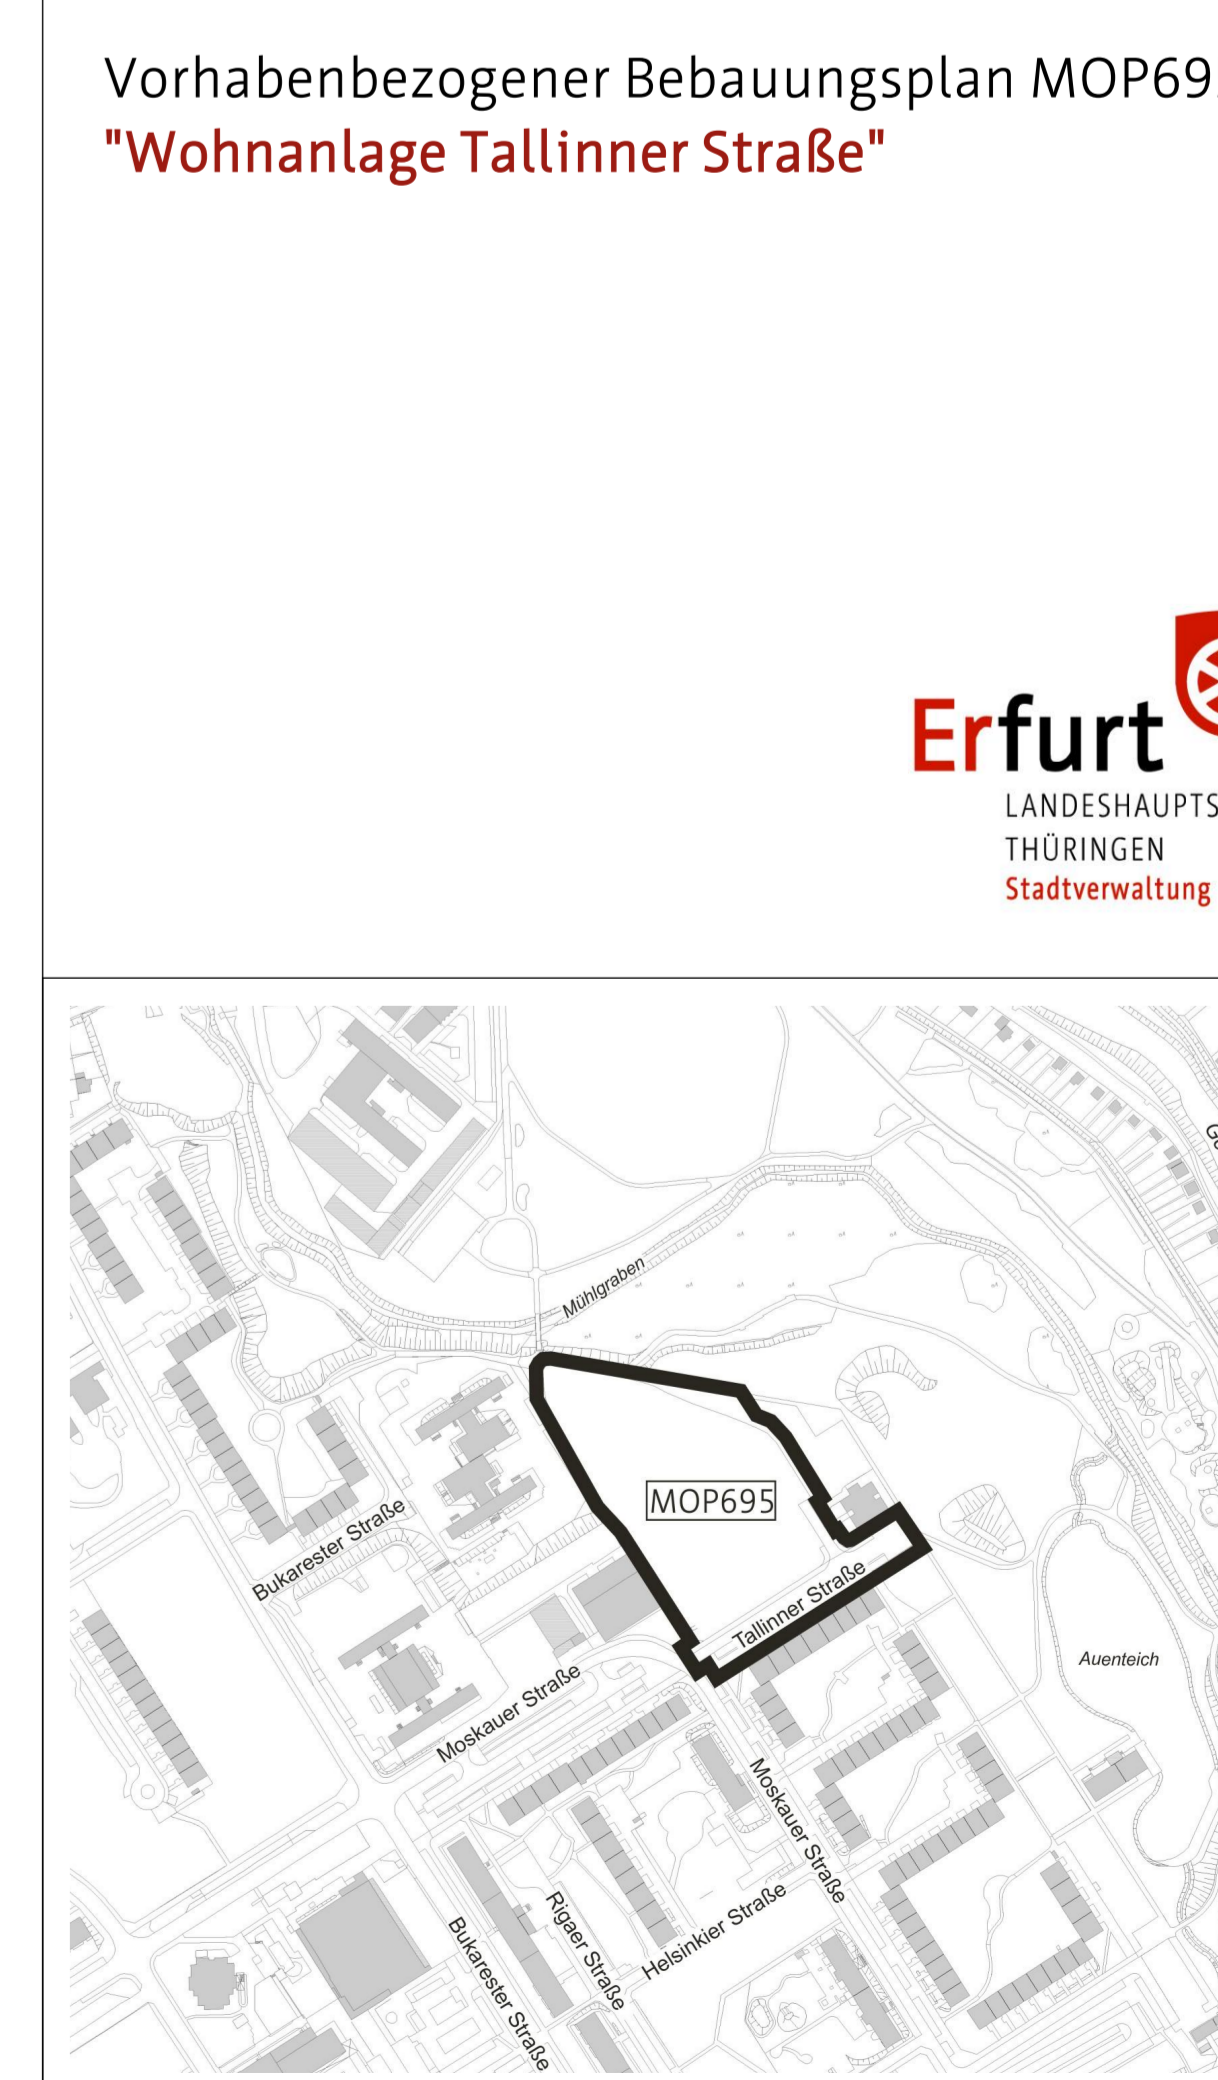 Vorhabenbezogener Bebauungsplan MOP69
"Wohnanlage Tallinner Straße"
Erfurt
LANDESHAUPTS
THÜRINGEN
Stadtverwaltung
Mühlgraben
MOP695
Bukarester Straße
Tallinner Straße
Auenteich
Moskauer Straße
Moskauer Straße
Rigaer Straße
Helsinkier Straße
Bukarester Straße